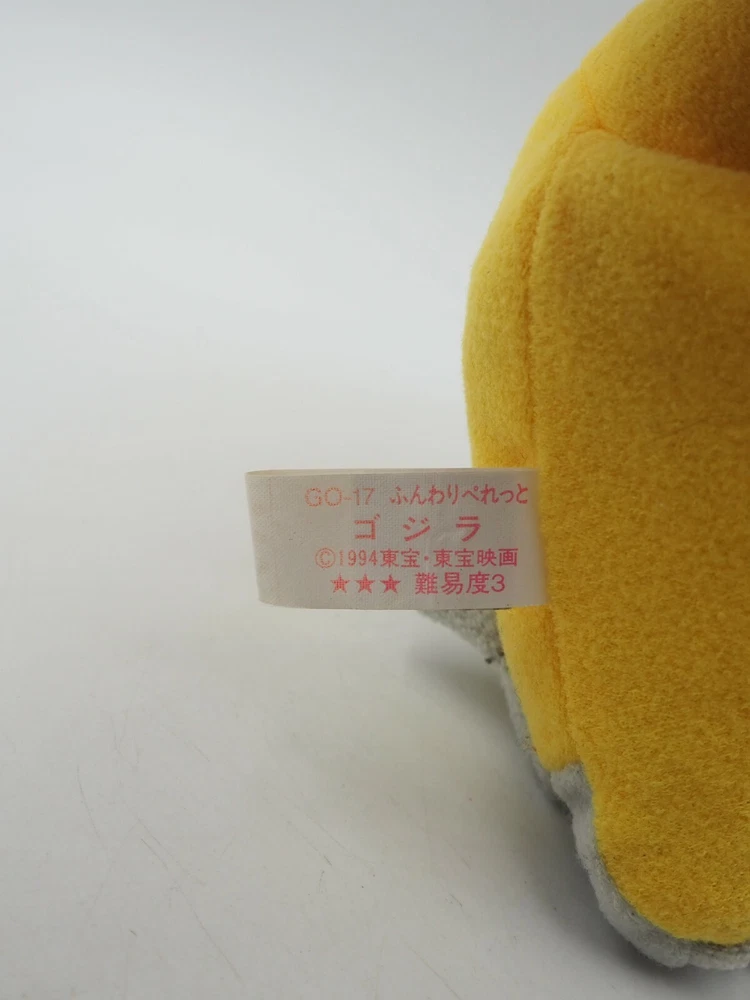 GO-17 ふんわりぺれっと
ゴジラ
©1994東宝・東宝映画
★★★ 難易度3